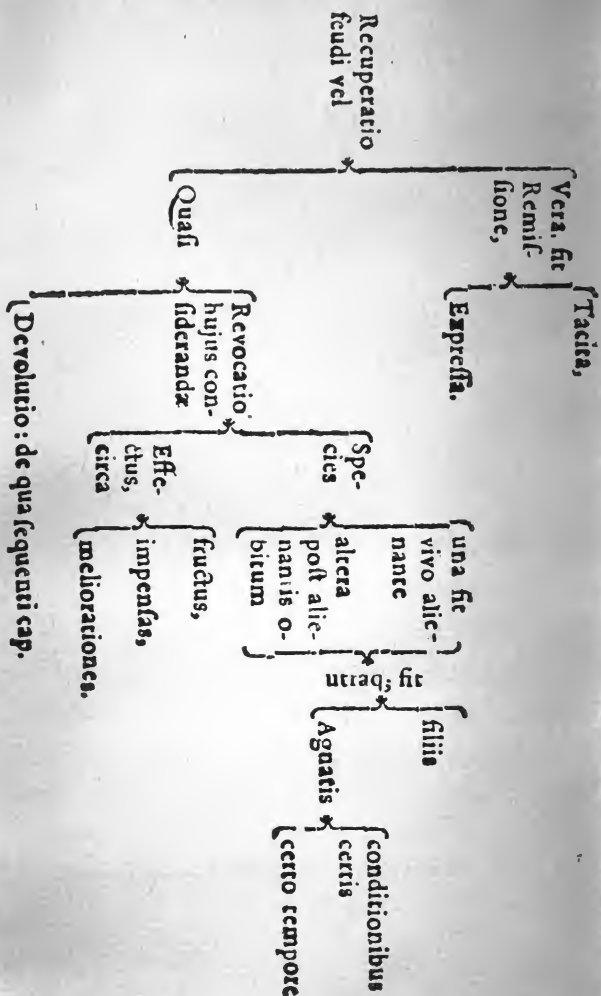 Recuperatio
feudi vel
Vera. fit
Remiſ-
ſione,
Tacita,
Expreſſa.
Quaſi
Revocatio
hujus con-
ſiderandæ
Spe-
cies
una fit
vivo alie-
nante
altera
poſt alie-
nantis o-
bitum
utraq; fit
filiis
Agnatis
conditionibus
certis
certo tempore
Effe-
ctus,
circa
fructus,
impenſas,
meliorationes.
Devolutio: de qua ſequenti cap.